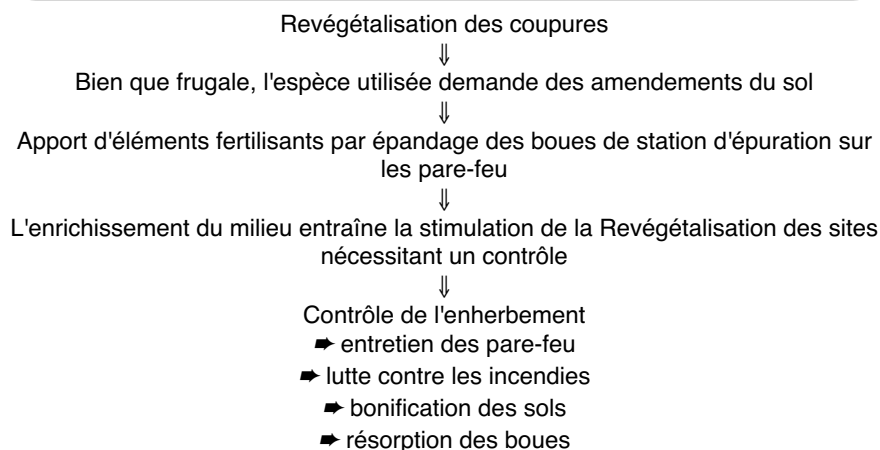 Revégétalisation des coupures
⇓
Bien que frugale, l'espèce utilisée demande des amendements du sol
⇓
Apport d'éléments fertilisants par épandage des boues de station d'épuration sur
les pare-feu
⇓
L'enrichissement du milieu entraîne la stimulation de la Revégétalisation des sites
nécessitant un contrôle
⇓
Contrôle de l'enherbement
➨ entretien des pare-feu
➨ lutte contre les incendies
➨ bonification des sols
➨ résorption des boues